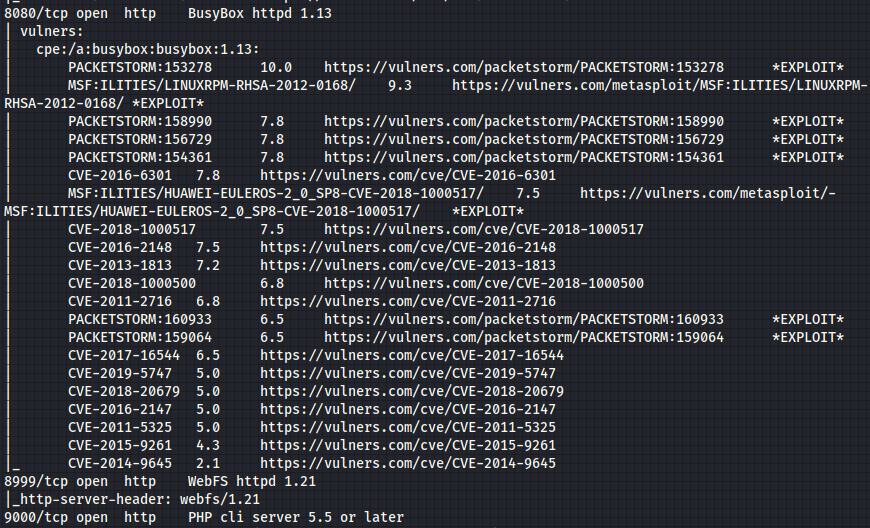 8080/tcp open  http    BusyBox httpd 1.13
| vulners:
|   cpe:/a:busybox:busybox:1.13:
|       PACKETSTORM:153278      10.0    https://vulners.com/packetstorm/PACKETSTORM:153278      *EXPLOIT*
|       MSF:ILITIES/LINUXRPM-RHSA-2012-0168/    9.3     https://vulners.com/metasploit/MSF:ILITIES/LINUXRPM-
RHSA-2012-0168/ *EXPLOIT*
|       PACKETSTORM:158990      7.8     https://vulners.com/packetstorm/PACKETSTORM:158990      *EXPLOIT*
|       PACKETSTORM:156729      7.8     https://vulners.com/packetstorm/PACKETSTORM:156729      *EXPLOIT*
|       PACKETSTORM:154361      7.8     https://vulners.com/packetstorm/PACKETSTORM:154361      *EXPLOIT*
|       CVE-2016-6301   7.8     https://vulners.com/cve/CVE-2016-6301
|       MSF:ILITIES/HUAWEI-EULEROS-2_0_SP8-CVE-2018-1000517/    7.5     https://vulners.com/metasploit/-
MSF:ILITIES/HUAWEI-EULEROS-2_0_SP8-CVE-2018-1000517/    *EXPLOIT*
|       CVE-2018-1000517        7.5     https://vulners.com/cve/CVE-2018-1000517
|       CVE-2016-2148   7.5     https://vulners.com/cve/CVE-2016-2148
|       CVE-2013-1813   7.2     https://vulners.com/cve/CVE-2013-1813
|       CVE-2018-1000500        6.8     https://vulners.com/cve/CVE-2018-1000500
|       CVE-2011-2716   6.8     https://vulners.com/cve/CVE-2011-2716
|       PACKETSTORM:160933      6.5     https://vulners.com/packetstorm/PACKETSTORM:160933      *EXPLOIT*
|       PACKETSTORM:159064      6.5     https://vulners.com/packetstorm/PACKETSTORM:159064      *EXPLOIT*
|       CVE-2017-16544  6.5     https://vulners.com/cve/CVE-2017-16544
|       CVE-2019-5747   5.0     https://vulners.com/cve/CVE-2019-5747
|       CVE-2018-20679  5.0     https://vulners.com/cve/CVE-2018-20679
|       CVE-2016-2147   5.0     https://vulners.com/cve/CVE-2016-2147
|       CVE-2011-5325   5.0     https://vulners.com/cve/CVE-2011-5325
|       CVE-2015-9261   4.3     https://vulners.com/cve/CVE-2015-9261
|_      CVE-2014-9645   2.1     https://vulners.com/cve/CVE-2014-9645
8999/tcp open  http    WebFS httpd 1.21
|_http-server-header: webfs/1.21
9000/tcp open  http    PHP cli server 5.5 or later